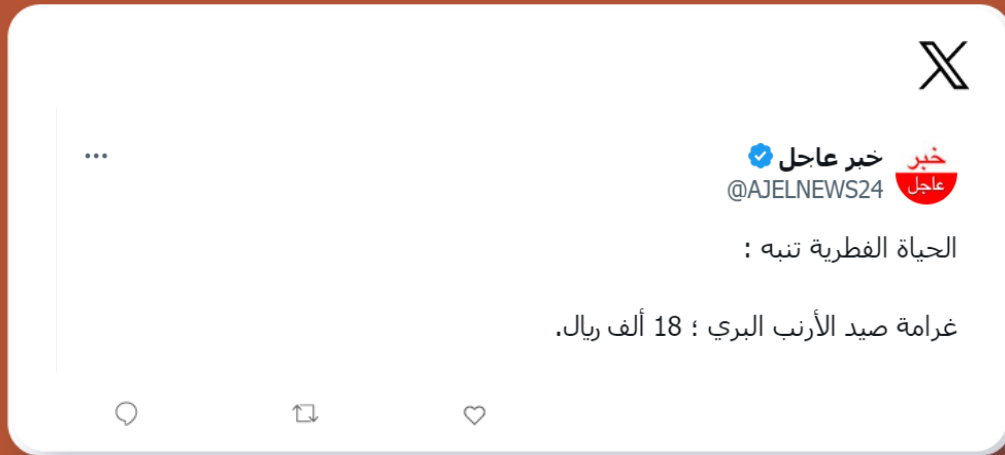 خبر عاجل
خبر
عاجل
@AJELNEWS24
الحياة الفطرية تنبه :
غرامة صيد الأرنب البري ؛ 18 ألف ريال.